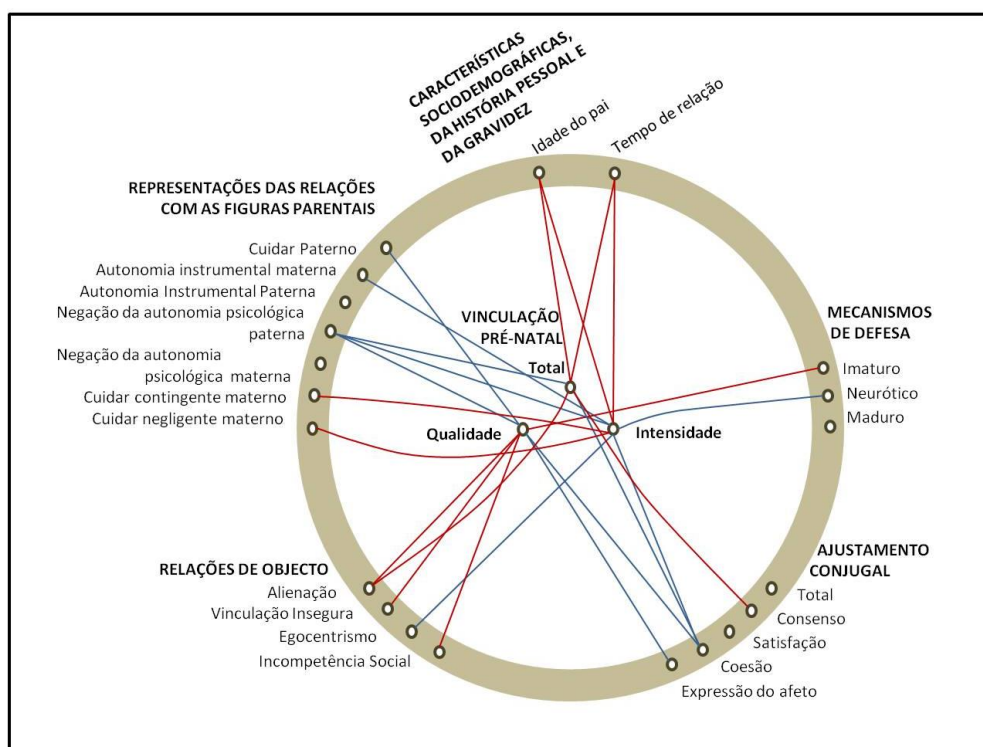 CARACTERÍSTICAS
SOCIODEMOGRÁFICAS,
DA HISTÓRIA PESSOAL E
DA GRAVIDEZ
Idade do pai
Tempo de relação
REPRESENTAÇÕES DAS RELAÇÕES
COM AS FIGURAS PARENTAIS
Cuidar Paterno
Autonomia instrumental materna
Autonomia Instrumental Paterna
Negação da autonomia psicológica
paterna
Negação da autonomia
psicológica materna
Cuidar contingente materno
Cuidar negligente materno
VINCULAÇÃO
PRÉ-NATAL
Total
Qualidade
Intensidade
MECANISMOS
DE DEFESA
Imaturo
Neurótico
Maduro
RELAÇÕES DE OBJECTO
Alienação
Vinculação Insegura
Egocentrismo
Incompetência Social
AJUSTAMENTO
CONJUGAL
Total
Consenso
Satisfação
Coesão
Expressão do afeto